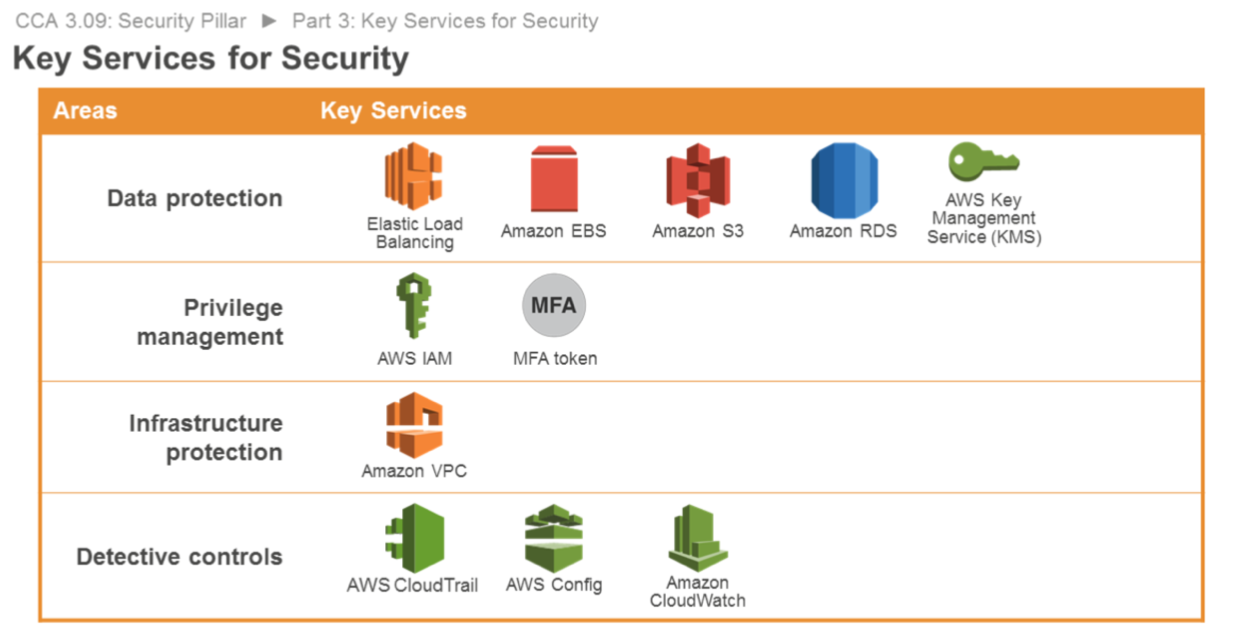 CCA 3.09: Security Pillar ► Part 3: Key Services for Security
Key Services for Security
Areas Key Services
Data protection
Elastic Load
Balancing
Amazon EBS
Amazon S3
Amazon RDS
AWS Key
Management
Service (KMS)
Privilege
management
AWS IAM
MFA
MFA token
Infrastructure
protection
Amazon VPC
Detective controls
AWS CloudTrail
AWS Config
Amazon
CloudWatch